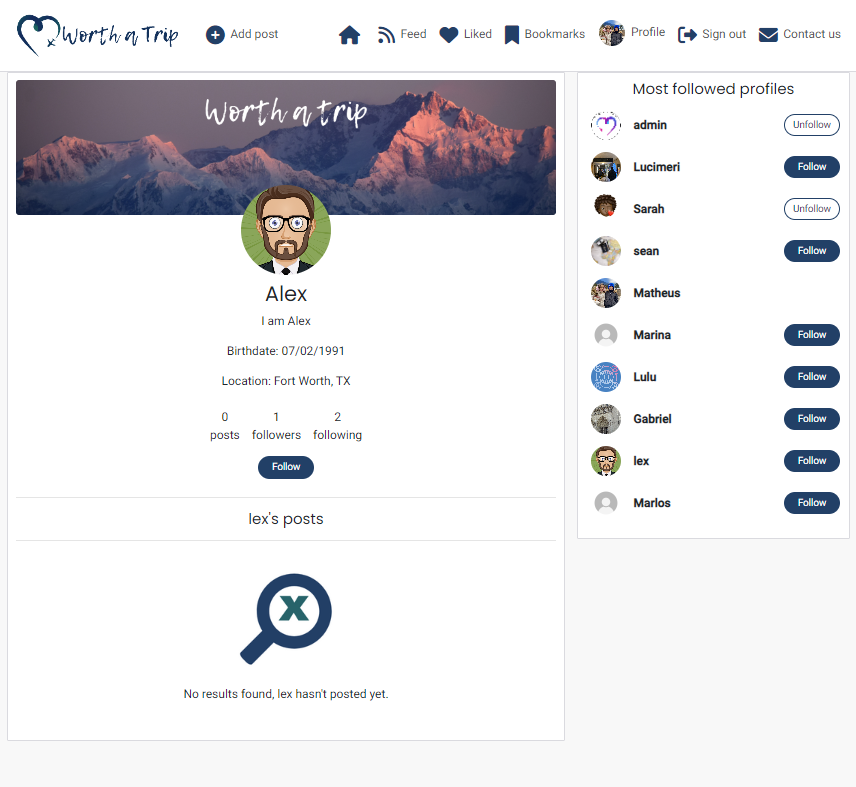 Worth a Trip
Add post
Feed
Liked
Bookmarks
Profile
Sign out
Contact us
Worth a trip
Alex
I am Alex
Birthdate: 07/02/1991
Location: Fort Worth, TX
0 1 2
posts followers following
Follow
lex's posts
X
No results found, lex hasn't posted yet.
Most followed profiles
admin Unfollow
Lucimeri Follow
Sarah Unfollow
sean Follow
Matheus
Marina Follow
Lulu Follow
Gabriel Follow
lex Follow
Marlos Follow